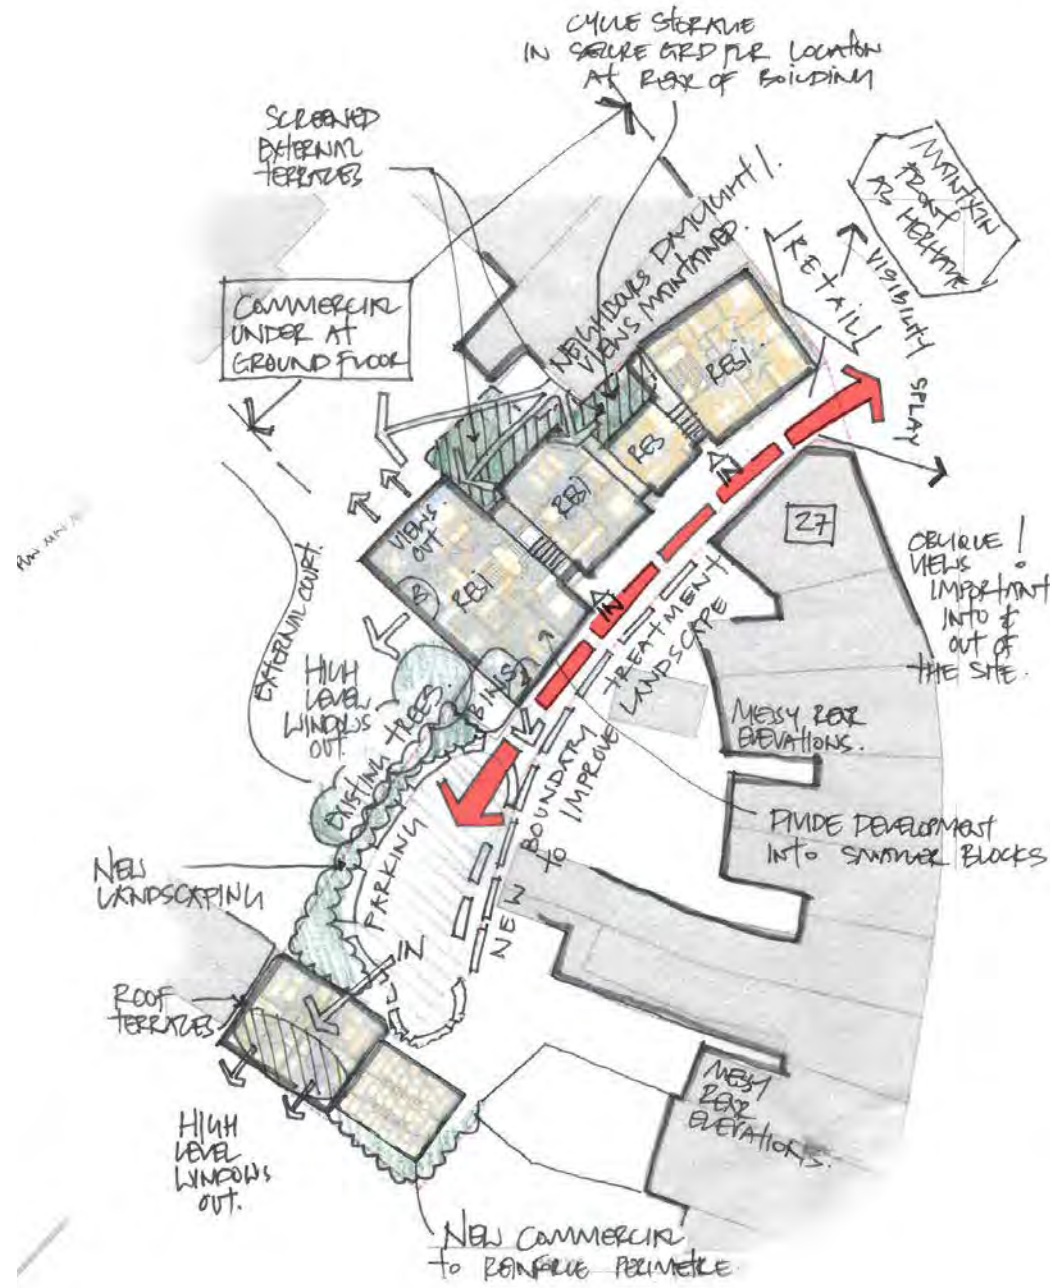 CYCLE STORAGE
IN SECURE GRD FLR LOCATION
AT REAR OF BUILDING
SCREENED
EXTERNAL
TERRACES
MAINTAIN
FRONT
AS HERITAGE
NEIGHBOURS DAYLIGHT /
VIEWS MAINTAINED.
RETAIL
VISIBILITY
SPLAY
COMMERCIAL
UNDER AT
GROUND FLOOR
RESI
RES
IN
RESI
VIEWS
OUT
RESI
B
IN
27
OBLIQUE !
VIEWS
IMPORTANT
INTO &
OUT OF
THE SITE.
EXTERNAL COURT.
HIGH
LEVEL
WINDOWS
OUT.
BINS
EXISTING TREES
NEW BOUNDARY TREATMENT
TO IMPROVE LANDSCAPE
MESSY REAR
ELEVATIONS.
DIVIDE DEVELOPMENT
INTO SMALLER BLOCKS
PARKING
NEW
LANDSCAPING
IN
ROOF
TERRACES
MESSY
REAR
ELEVATIONS.
HIGH
LEVEL
WINDOWS
OUT.
NEW COMMERCIAL
TO REINFORCE PERIMETRE